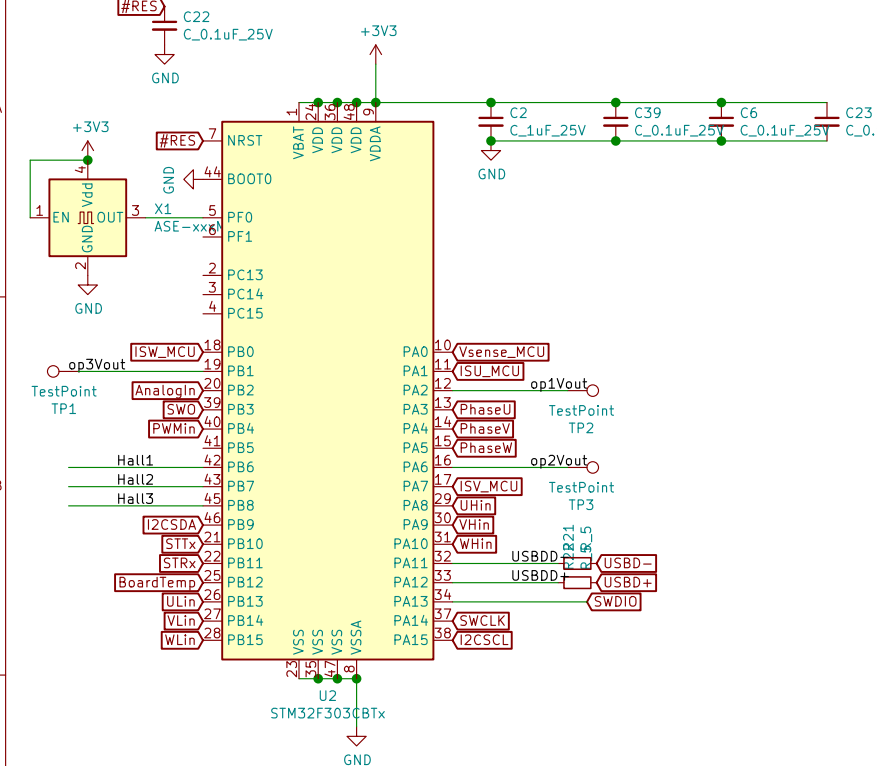 #RES
C22
C_0.1uF_25V
GND
+3V3
1
24
36
48
9
VBAT
VDD
VDD
VDD
VDDA
C2
C_1uF_25V
C39
C_0.1uF_25V
C6
C_0.1uF_25V
C23
C_0.
GND
+3V3
4
Vdd
1
EN
OUT
3
GND
2
GND
X1
ASE-xxx
#RES
7
NRST
GND
44
BOOT0
5
PF0
6
PF1
2
PC13
3
PC14
4
PC15
ISW_MCU
18
PB0
op3Vout
19
PB1
TestPoint
TP1
AnalogIn
20
PB2
SWO
39
PB3
PWMin
40
PB4
41
PB5
Hall1
42
PB6
Hall2
43
PB7
Hall3
45
PB8
I2CSDA
46
PB9
STTx
21
PB10
STRx
22
PB11
BoardTemp
25
PB12
ULin
26
PB13
VLin
27
PB14
WLin
28
PB15
PA0
10
Vsense_MCU
PA1
11
ISU_MCU
PA2
12
op1Vout
TestPoint
TP2
PA3
13
PhaseU
PA4
14
PhaseV
PA5
15
PhaseW
PA6
16
op2Vout
TestPoint
TP3
PA7
17
ISV_MCU
PA8
29
UHin
PA9
30
VHin
PA10
31
WHin
PA11
32
USBDD-
USBD-
PA12
33
USBDD+
USBD+
PA13
34
SWDIO
PA14
37
SWCLK
PA15
38
I2CSCL
VSS
VSS
VSS
VSSA
23
35
47
8
U2
STM32F303CBTx
GND